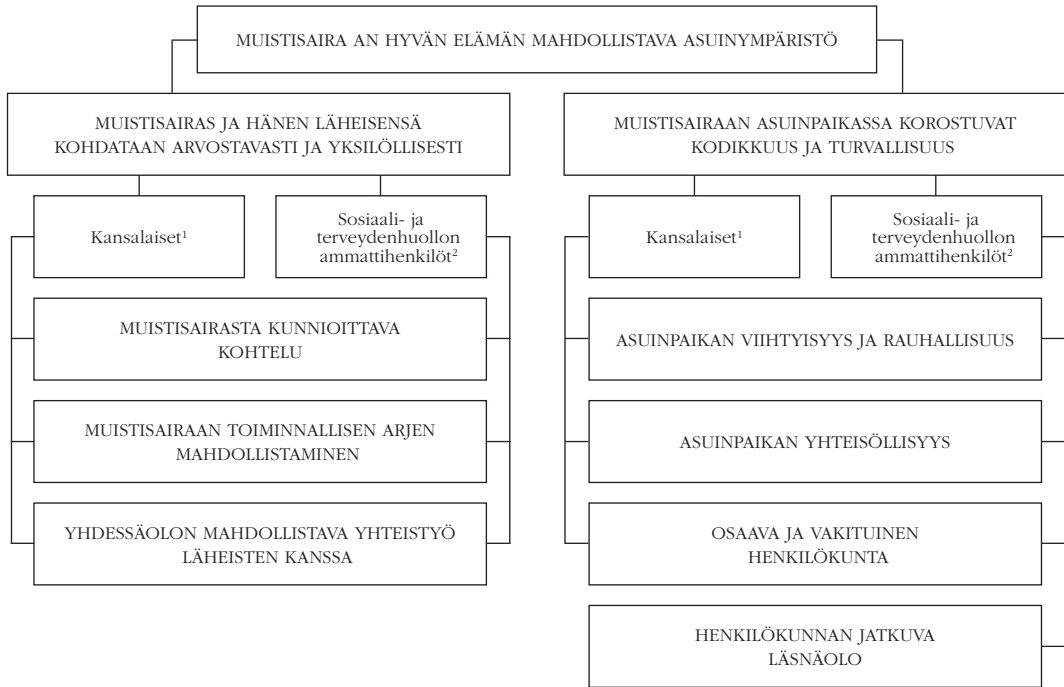 MUISTISAIRA AN HYVÄN ELÄMÄN MAHDOLLISTAVA ASUINYMPÄRISTÖ
MUISTISAIRAS JA HÄNEN LÄHEISENSÄ
KOHDATAAN ARVOSTAVASTI JA YKSILÖLLISESTI
Kansalaiset¹
Sosiaali- ja
terveydenhuollon
ammattihenkilöt²
MUISTISAIRASTA KUNNIOITTAVA
KOHTELU
MUISTISAIRAAN TOIMINNALLISEN ARJEN
MAHDOLLISTAMINEN
YHDESSÄOLON MAHDOLLISTAVA YHTEISTYÖ
LÄHEISTEN KANSSA
MUISTISAIRAAN ASUINPAIKASSA KOROSTUVAT
KODIKKUUS JA TURVALLISUUS
Kansalaiset¹
Sosiaali- ja
terveydenhuollon
ammattihenkilöt²
ASUINPAIKAN VIIHTYISYYS JA RAUHALLISUUS
ASUINPAIKAN YHTEISÖLLISYYS
OSAAVA JA VAKITUINEN
HENKILÖKUNTA
HENKILÖKUNNAN JATKUVA
LÄSNÄOLO